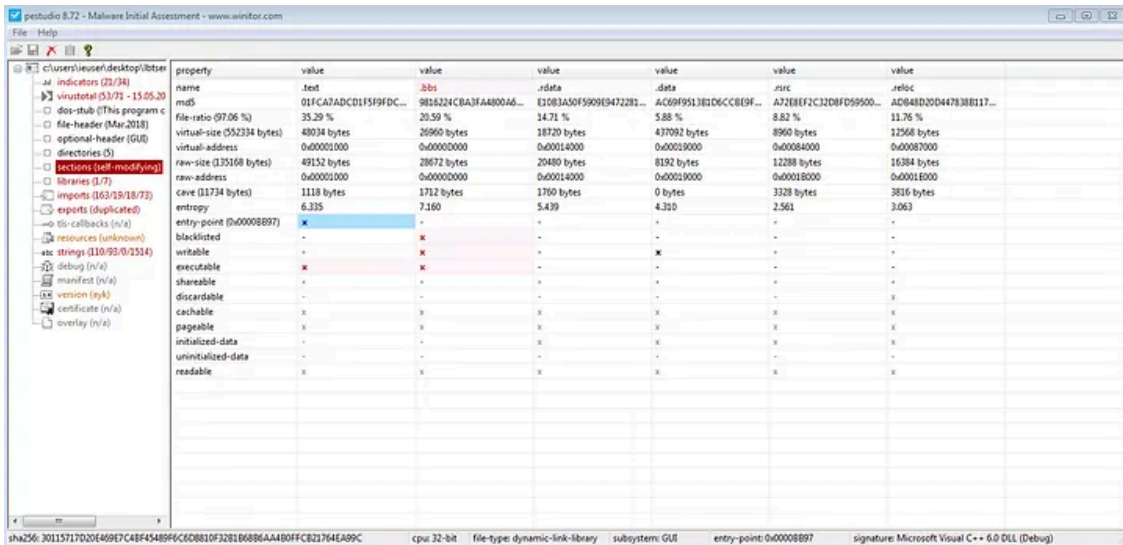 pestudio 8.72 - Malware Initial Assessment - www.winitor.com
File Help
c:\users\ieuser\desktop\lbtser
indicators (21/34)
virustotal (53/71 - 15.05.20
dos-stub (!This program c
file-header (Mar.2018)
optional-header (GUI)
directories (5)
sections (self-modifying)
libraries (1/7)
imports (163/19/18/73)
exports (duplicated)
tls-callbacks (n/a)
resources (unknown)
abc strings (110/93/0/1514)
debug (n/a)
manifest (n/a)
version (ayk)
certificate (n/a)
overlay (n/a)
property value value value value value value
name .text .bbs .rdata .data .rsrc .reloc
md5 01FCA7ADCD1F5F9FDC... 9816224CBA3FA4800A6... E1083A50F5909E9472281... AC69F9513B1D6CCBE9F... A72E8EF2C32D8FD59500... AD848D20D447838B117...
file-ratio (97.06 %) 35.29 % 20.59 % 14.71 % 5.88 % 8.82 % 11.76 %
virtual-size (552334 bytes) 48034 bytes 26960 bytes 18720 bytes 437092 bytes 8960 bytes 12568 bytes
virtual-address 0x00001000 0x0000D000 0x00014000 0x00019000 0x00084000 0x00087000
raw-size (135168 bytes) 49152 bytes 28672 bytes 20480 bytes 8192 bytes 12288 bytes 16384 bytes
raw-address 0x00001000 0x0000D000 0x00014000 0x00019000 0x0001B000 0x0001E000
cave (11734 bytes) 1118 bytes 1712 bytes 1760 bytes 0 bytes 3328 bytes 3816 bytes
entropy 6.335 7.160 5.439 4.310 2.561 3.063
entry-point (0x0000BB97) x - - - - -
blacklisted - x - - - -
writable - x - x - -
executable x x - - - -
shareable - - - - - -
discardable - - - - - x
cachable x x x x x x
pageable x x x x x x
initialized-data - - x x x x
uninitialized-data - - - - - -
readable x x x x x x
sha256: 30115717D20E469E7C4BF45489F6C6D8810F3281B68B6AA4B0FFCB21764EA99C cpu: 32-bit file-type: dynamic-link-library subsystem: GUI entry-point: 0x0000BB97 signature: Microsoft Visual C++ 6.0 DLL (Debug)